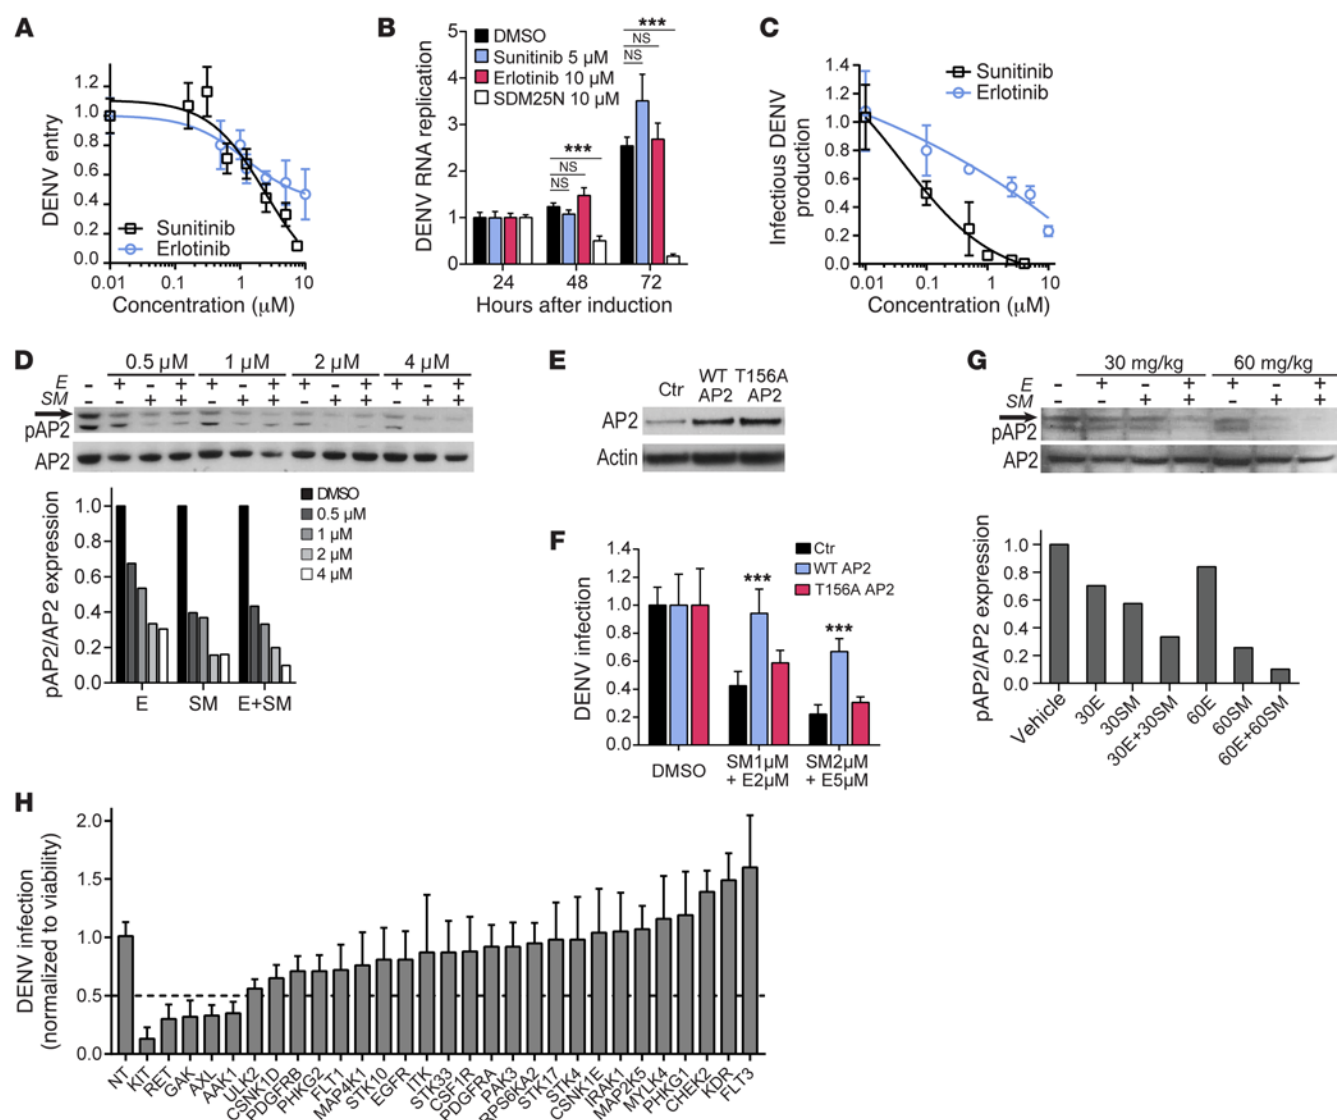 A
DENV entry
1.2
1.0
0.8
0.6
0.4
0.2
0.0
Sunitinib
Erlotinib
0.01 0.1 1 10
Concentration (µM)
B
DENV RNA replication
5
4
3
2
1
0
DMSO
Sunitinib 5 µM
Erlotinib 10 µM
SDM25N 10 µM
***
NS
NS
***
NS
NS
24 48 72
Hours after induction
C
Infectious DENV
production
1.4
1.2
1.0
0.8
0.6
0.4
0.2
0
Sunitinib
Erlotinib
0.01 0.1 1 10
Concentration (µM)
D
0.5 µM 1 µM 2 µM 4 µM
E - + - + + - + + - + + - +
SM - - + + - + + - + + - + +
pAP2
AP2
pAP2/AP2 expression
1.0
0.8
0.6
0.4
0.2
0.0
DMSO
0.5 µM
1 µM
2 µM
4 µM
E SM E+SM
E
Ctr WT AP2 T156A AP2
AP2
Actin
F
DENV infection
1.4
1.2
1.0
0.8
0.6
0.4
0.2
0.0
Ctr
WT AP2
T156A AP2
***
***
DMSO SM1µM + E2µM SM2µM + E5µM
G
30 mg/kg 60 mg/kg
E - + - + + - +
SM - - + + - + +
pAP2
AP2
pAP2/AP2 expression
1.0
0.8
0.6
0.4
0.2
0.0
Vehicle 30E 30SM 30E+30SM 60E 60SM 60E+60SM
H
DENV infection
(normalized to viability)
2.0
1.5
1.0
0.5
0.0
NT KIT RET GAK AXL AAK1 ULK2 CSNK1D PDGFRB PHKG2 FLT1 MAP4K1 STK10 EGFR ITK STK33 CSF1R PDGFRA PAK3 RPS6KA2 STK17 STK4 CSNK1E IRAK1 MAP2K5 MYLK4 PHKG1 CHEK2 KDR FLT3